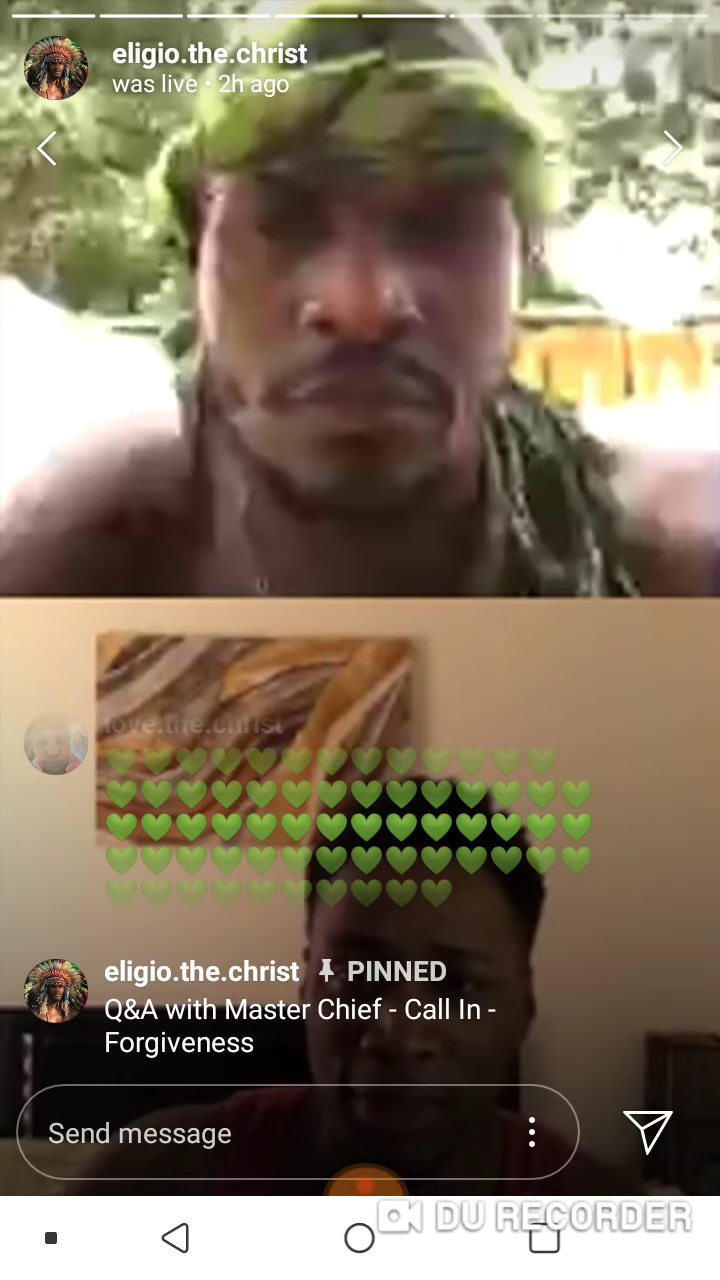 eligio.the.christ
was live • 2h ago
love.the.christ
💚💚💚💚💚💚💚💚💚💚💚💚💚
💚💚💚💚💚💚💚💚💚💚💚💚💚💚
💚💚💚💚💚💚💚💚💚💚💚💚💚💚
💚💚💚💚💚💚💚💚💚💚💚💚💚💚
💚💚💚💚💚💚💚💚💚💚
eligio.the.christ PINNED
Q&A with Master Chief - Call In -
Forgiveness
Send message
DU RECORDER